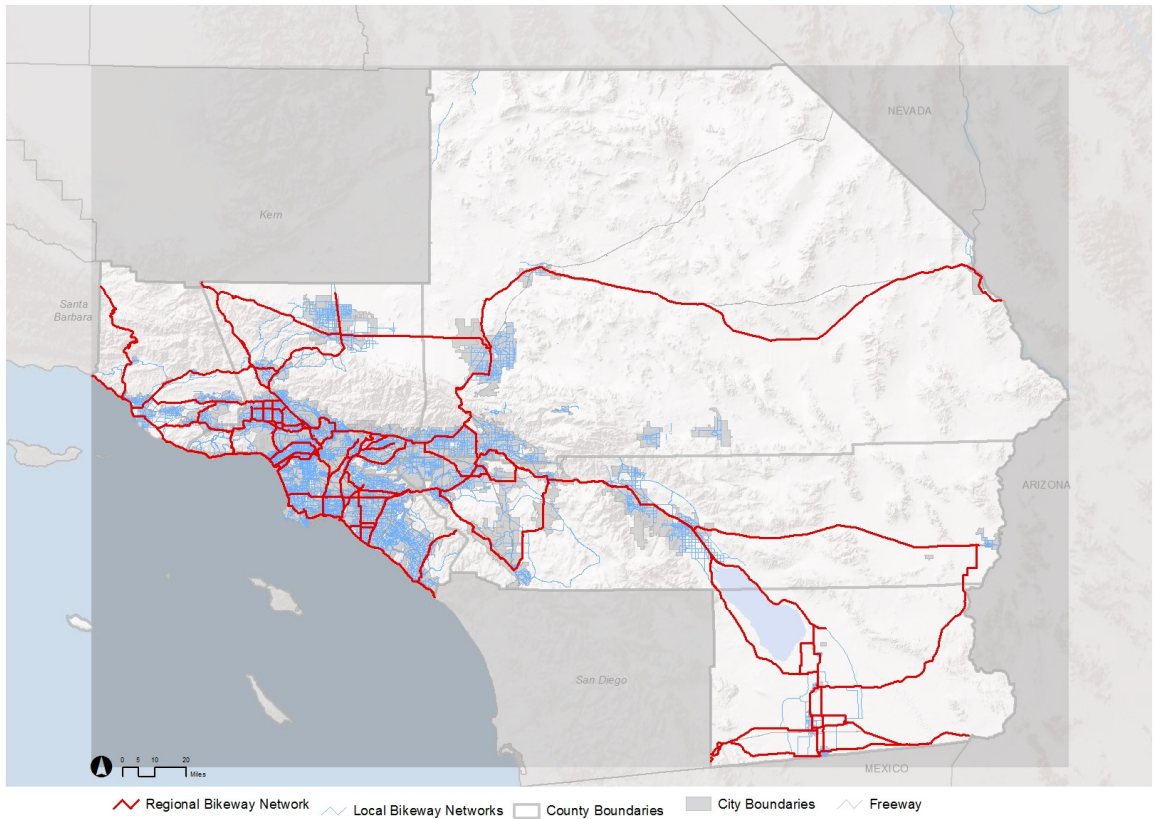 NEVADA
Kern
Santa
Barbara
ARIZONA
San Diego
MEXICO
0 5 10 20
Miles
Regional Bikeway Network
Local Bikeway Networks
County Boundaries
City Boundaries
Freeway